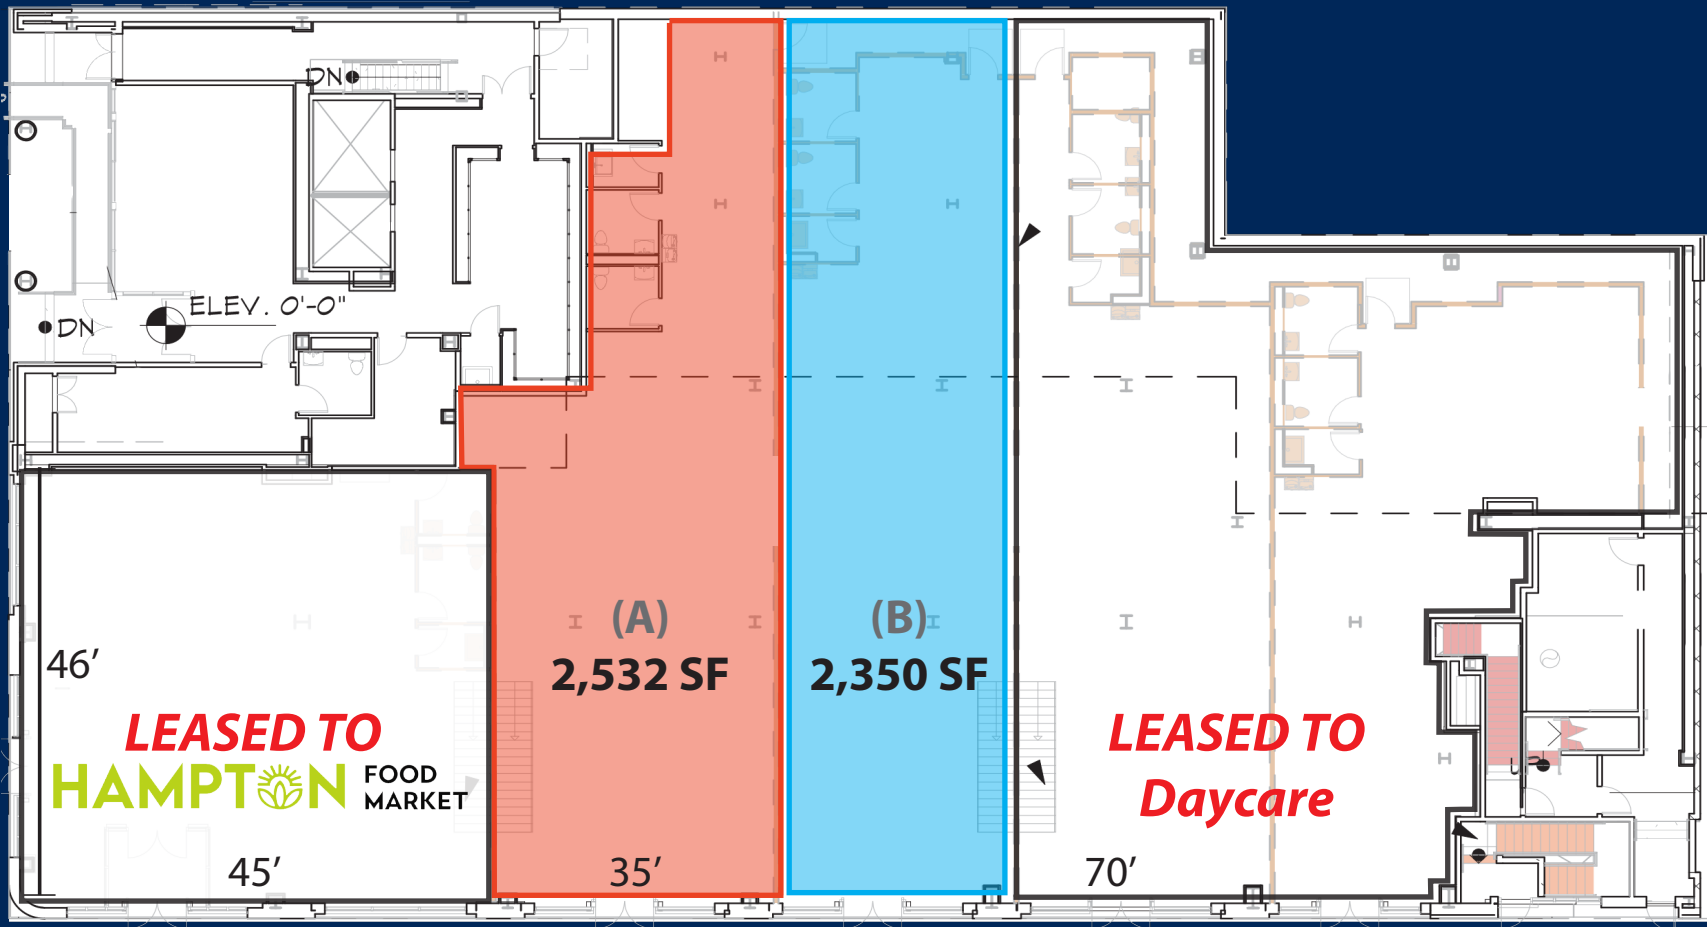 DN
ELEV. 0'-0"
DN
(A)
2,532 SF
(B)
2,350 SF
46’
LEASED TO
HAMPTON FOOD
MARKET
LEASED TO
Daycare
45’
35’
70’